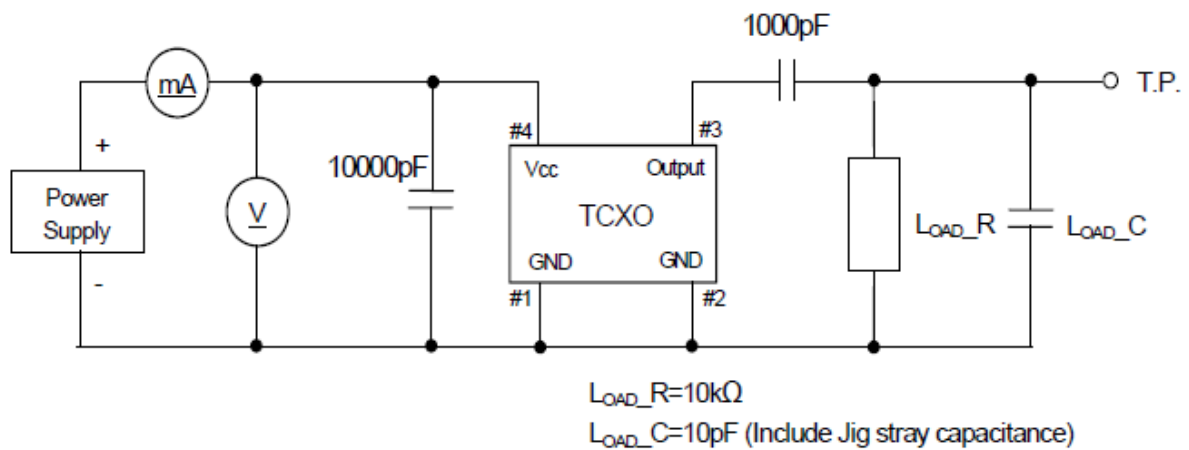 1000pF
mA
T.P.
+
#4
#3
10000pF
Vcc
Output
Power
Supply
V
TCXO
LOAD_R
LOAD_C
-
GND
GND
#1
#2
LOAD_R=10kΩ
LOAD_C=10pF (Include Jig stray capacitance)